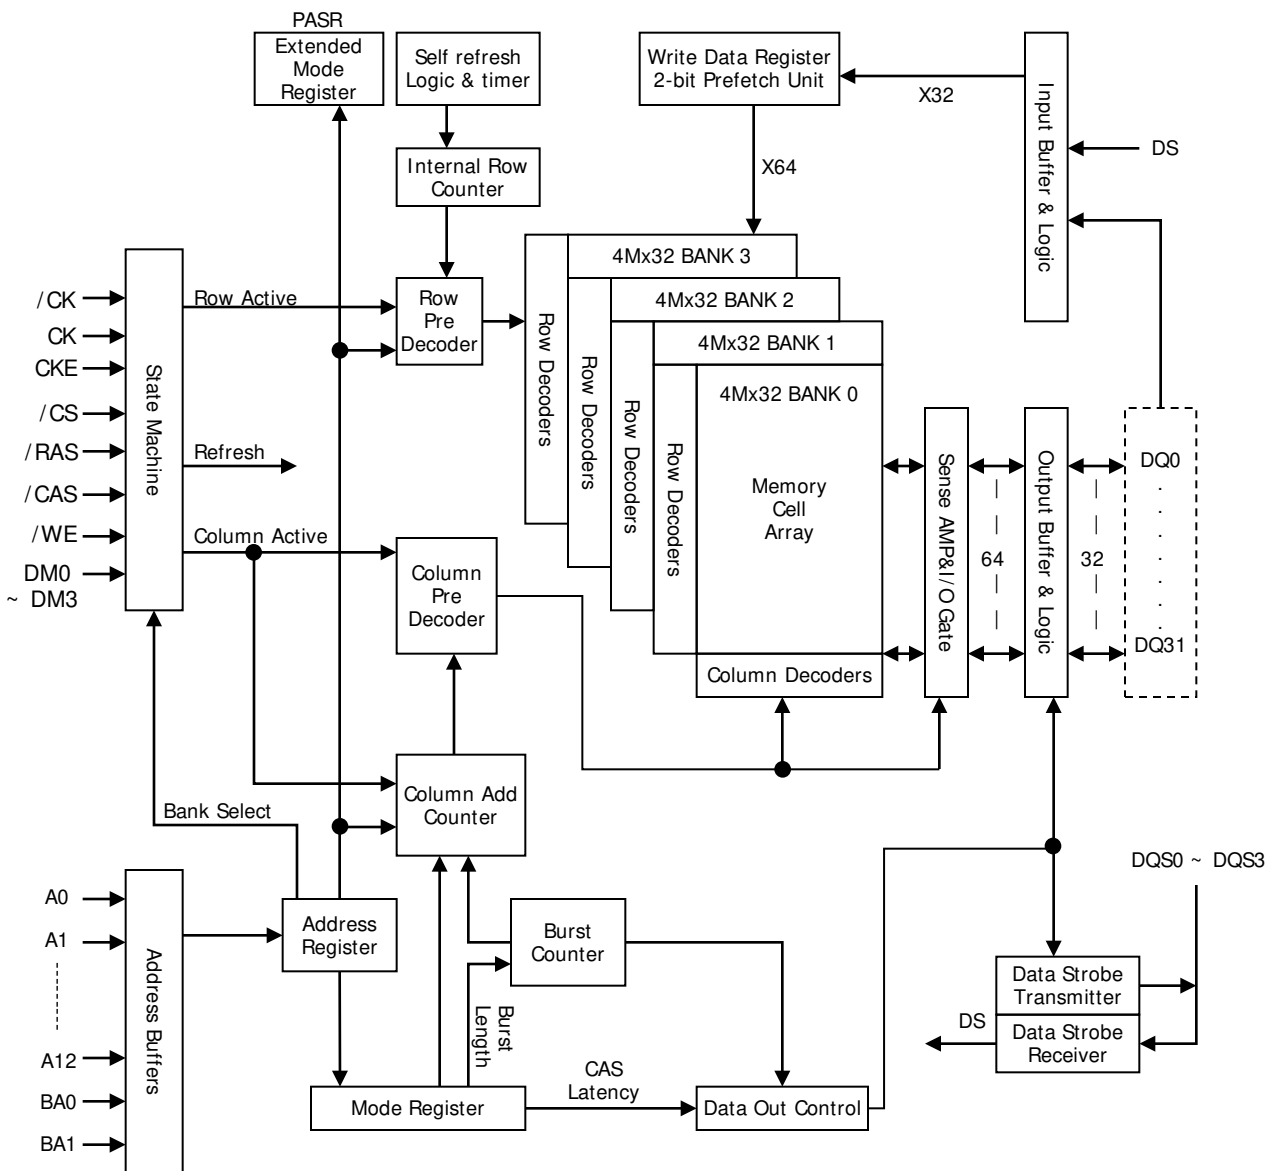 PASR
Extended
Mode
Register
Self refresh
Logic & timer
Write Data Register
2-bit Prefetch Unit
X32
Input Buffer & Logic
DS
Internal Row
Counter
X64
4Mx32 BANK 3
4Mx32 BANK 2
4Mx32 BANK 1
4Mx32 BANK 0
Row Decoders
Row Decoders
Row Decoders
Row Decoders
Memory
Cell
Array
Column Decoders
/CK
CK
CKE
/CS
/RAS
/CAS
/WE
DM0
~ DM3
State Machine
Row Active
Refresh
Column Active
Row
Pre
Decoder
Column
Pre
Decoder
Sense AMP&I/O Gate
64
Output Buffer & Logic
32
DQ0
DQ31
Bank Select
Column Add
Counter
A0
A1
A12
BA0
BA1
Address Buffers
Address
Register
Burst
Counter
Burst
Length
Mode Register
CAS
Latency
Data Out Control
DQS0 ~ DQS3
Data Strobe
Transmitter
DS
Data Strobe
Receiver